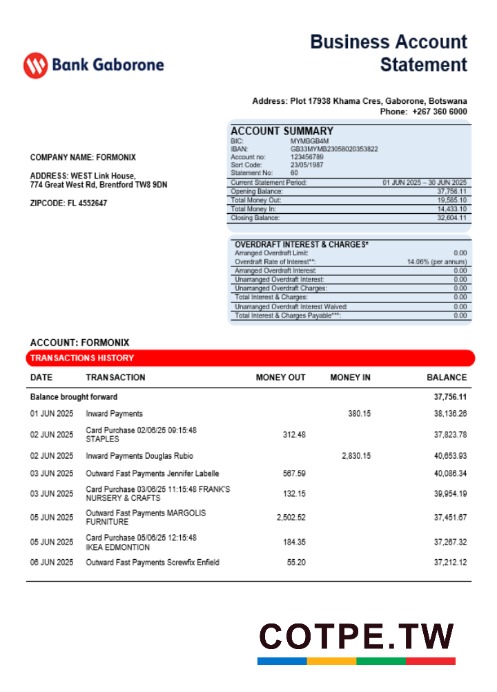 Business Account
Statement
Bank Gaborone
Address: Plot 17938 Khama Cres, Gaborone, Botswana
Phone: +267 360 6000
ACCOUNT SUMMARY
BIC: MYMBGB4M
IBAN: GB33MYMB23058020353822
Account no: 123456789
Sort Code: 23/05/1987
Statement No: 60
Current Statement Period: 01 JUN 2025 – 30 JUN 2025
Opening Balance: 37,756.11
Total Money Out: 19,585.10
Total Money In: 14,433.10
Closing Balance: 32,604.11
COMPANY NAME: FORMONIX
ADDRESS: WEST Link House,
774 Great West Rd, Brentford TW8 9DN
ZIPCODE: FL 4552647
OVERDRAFT INTEREST & CHARGES*
Arranged Overdraft Limit: 0.00
Overdraft Rate of Interest**: 14.06% (per annum)
Arranged Overdraft Interest: 0.00
Unarranged Overdraft Interest: 0.00
Unarranged Overdraft Charges: 0.00
Total Interest & Charges: 0.00
Unarranged Overdraft Interest Waived: 0.00
Total Interest & Charges Payable***: 0.00
ACCOUNT: FORMONIX
TRANSACTIONS HISTORY
DATE TRANSACTION MONEY OUT MONEY IN BALANCE
Balance brought forward 37,756.11
01 JUN 2025 Inward Payments 380.15 38,136.26
02 JUN 2025 Card Purchase 02/06/25 09:15:48 312.48 37,823.78
STAPLES
02 JUN 2025 Inward Payments Douglas Rubio 2,830.15 40,653.93
03 JUN 2025 Outward Fast Payments Jennifer Labelle 567.59 40,086.34
03 JUN 2025 Card Purchase 03/06/25 11:15:48 FRANK'S 132.15 39,954.19
NURSERY & CRAFTS
05 JUN 2025 Outward Fast Payments MARGOLIS 2,502.52 37,451.67
FURNITURE
05 JUN 2025 Card Purchase 05/06/25 12:15:48 184.35 37,267.32
IKEA EDMONTION
06 JUN 2025 Outward Fast Payments Screwfix Enfield 55.20 37,212.12
COTPE.TW